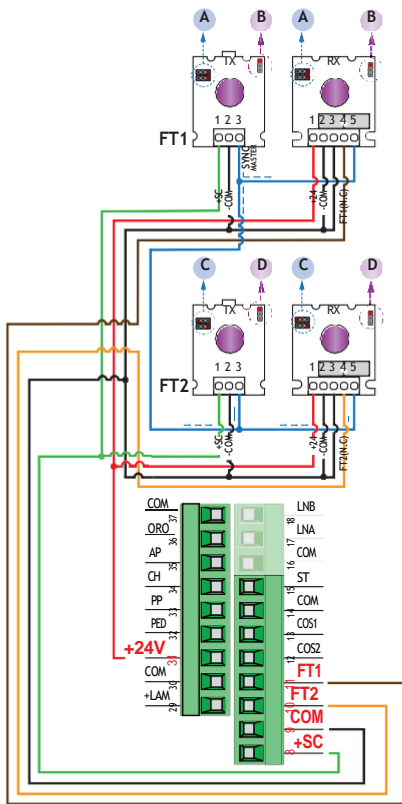 A B A B
TX RX
1 2 3 1 2 3 4 5
FT1
SYNC
MASTER
+SC
-COM
+24
-COM
FT1(N.C)
C D C D
TX RX
1 2 3 1 2 3 4 5
FT2
+SC
-COM
+24
-COM
FT2(N.C)
COM 37
ORO 36
AP 35
CH 34
PP 33
PED 32
+24V 31
COM 30
+LAM 29
18 LNB
17 LNA
16 COM
15 ST
14 COM
13 COS1
12 COS2
11 FT1
10 FT2
9 COM
8 +SC